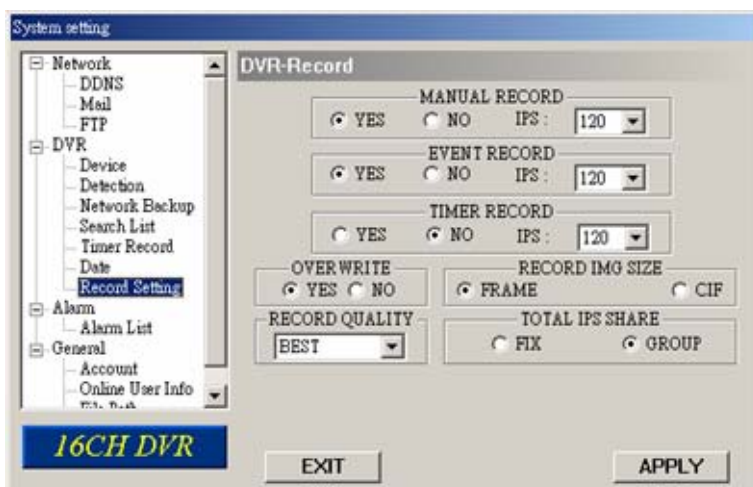 System setting
Network
DDNS
Mail
FTP
DVR
Device
Detection
Network Backup
Search List
Timer Record
Date
Record Setting
Alarm
Alarm List
General
Account
Online User Info
File Path
16CH DVR
DVR-Record
MANUAL RECORD
YES NO IPS : 120
EVENT RECORD
YES NO IPS : 120
TIMER RECORD
YES NO IPS : 120
OVERWRITE
YES NO
RECORD IMG SIZE
FRAME CIF
RECORD QUALITY
BEST
TOTAL IPS SHARE
FIX GROUP
EXIT
APPLY